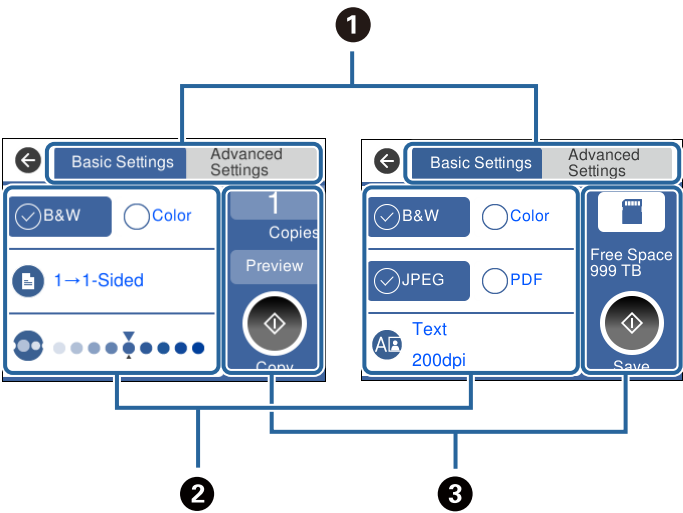 1
Basic Settings
Advanced
Settings
B&W
Color
1→1-Sided
1
Copies
Preview
Copy
Basic Settings
Advanced
Settings
B&W
Color
JPEG
PDF
A
Text
200dpi
Free Space
999 TB
Save
2
3